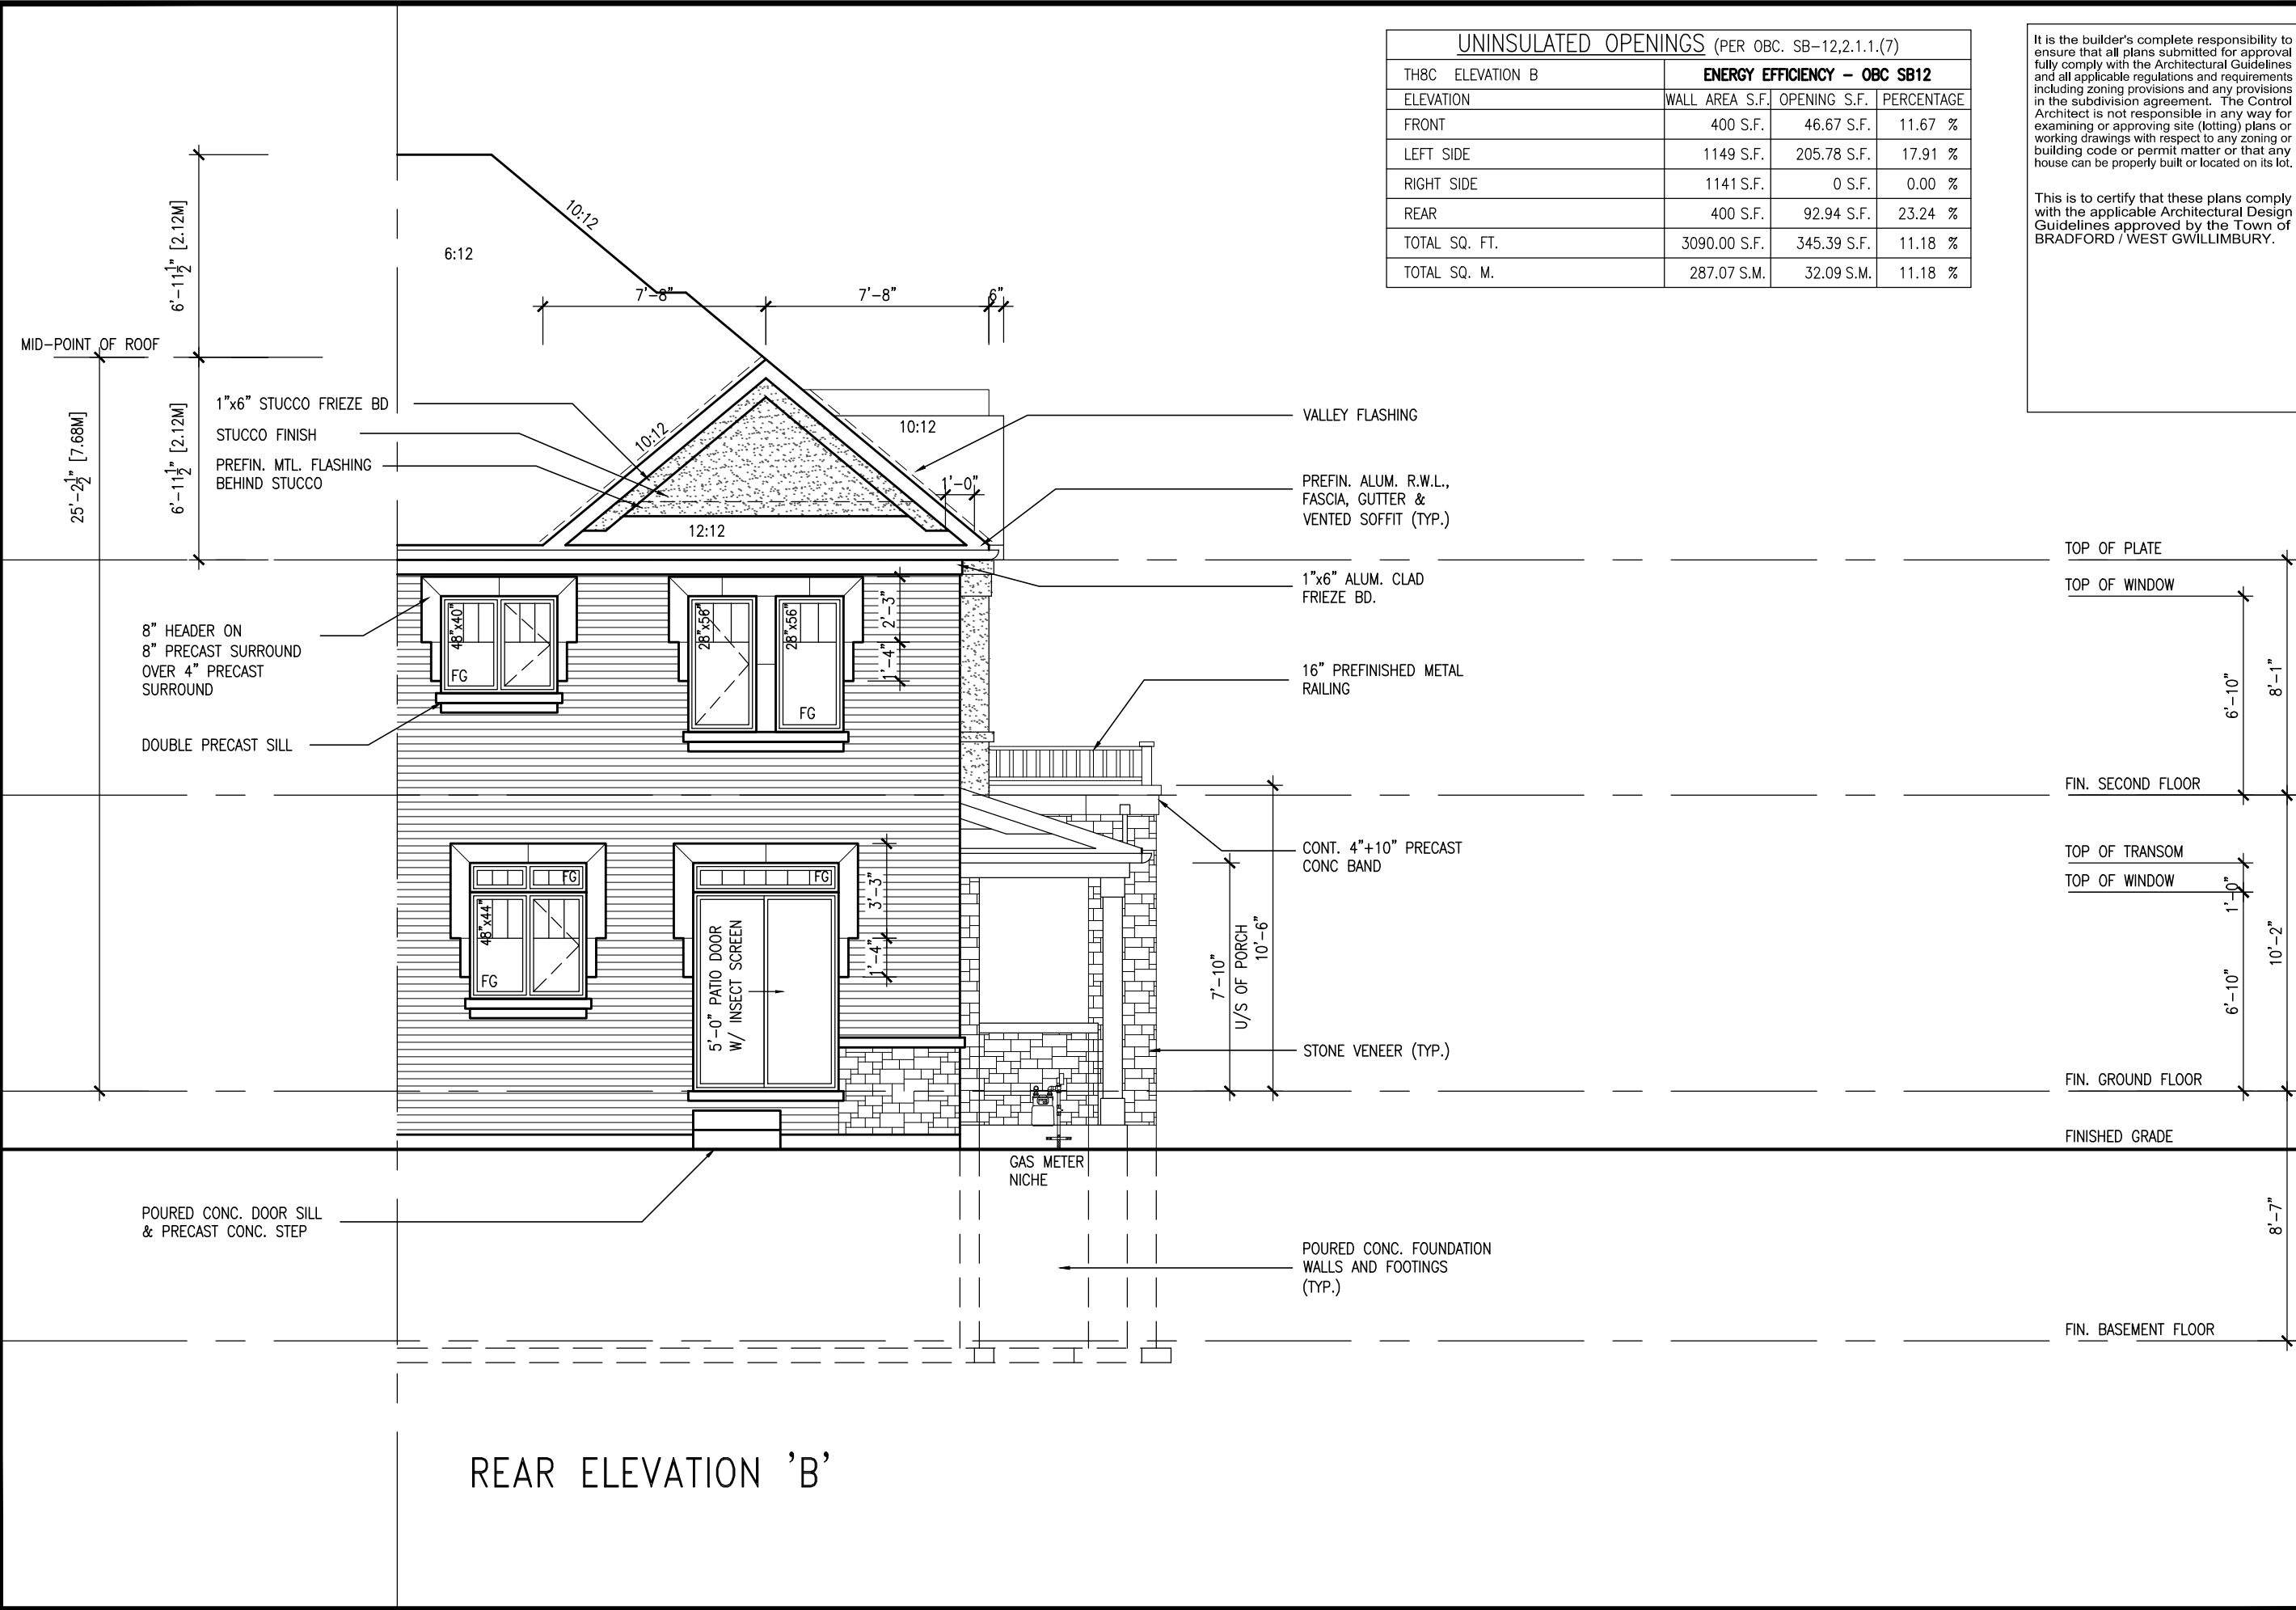 UNINSULATED OPENINGS (PER OBC. SB-12,2.1.1.(7)
TH8C ELEVATION B ENERGY EFFICIENCY - OBC SB12
ELEVATION WALL AREA S.F. OPENING S.F. PERCENTAGE
FRONT 400 S.F. 46.67 S.F. 11.67 %
LEFT SIDE 1149 S.F. 205.78 S.F. 17.91 %
RIGHT SIDE 1141 S.F. 0 S.F. 0.00 %
REAR 400 S.F. 92.94 S.F. 23.24 %
TOTAL SQ. FT. 3090.00 S.F. 345.39 S.F. 11.18 %
TOTAL SQ. M. 287.07 S.M. 32.09 S.M. 11.18 %
It is the builder's complete responsibility to
ensure that all plans submitted for approval
fully comply with the Architectural Guidelines
and all applicable regulations and requirements
including zoning provisions and any provisions
in the subdivision agreement. The Control
Architect is not responsible in any way for
examining or approving site (lotting) plans or
working drawings with respect to any zoning or
building code or permit matter or that any
house can be properly built or located on its lot.
This is to certify that these plans comply
with the applicable Architectural Design
Guidelines approved by the Town of
BRADFORD / WEST GWILLIMBURY.
6'-11½" [2.12M]
10:12
6:12
7'-8"
7'-8"
6"
MID-POINT OF ROOF
25'-2½" [7.68M]
6'-11½" [2.12M]
1"x6" STUCCO FRIEZE BD
STUCCO FINISH
PREFIN. MTL. FLASHING
BEHIND STUCCO
10:12
10:12
12:12
1'-0"
VALLEY FLASHING
PREFIN. ALUM. R.W.L.,
FASCIA, GUTTER &
VENTED SOFFIT (TYP.)
1"x6" ALUM. CLAD
FRIEZE BD.
TOP OF PLATE
TOP OF WINDOW
8" HEADER ON
8" PRECAST SURROUND
OVER 4" PRECAST
SURROUND
DOUBLE PRECAST SILL
48"x40"
FG
28"x56"
28"x56"
FG
2'-3"
1'-4"
16" PREFINISHED METAL
RAILING
6'-10"
8'-1"
FIN. SECOND FLOOR
CONT. 4"+10" PRECAST
CONC BAND
TOP OF TRANSOM
TOP OF WINDOW
1'-0"
FG
48"x44"
FG
FG
5'-0" PATIO DOOR
W/ INSECT SCREEN
3'-3"
1'-4"
7'-10"
U/S OF PORCH
10'-6"
6'-10"
10'-2"
STONE VENEER (TYP.)
FIN. GROUND FLOOR
FINISHED GRADE
GAS METER
NICHE
POURED CONC. DOOR SILL
& PRECAST CONC. STEP
8'-7"
POURED CONC. FOUNDATION
WALLS AND FOOTINGS
(TYP.)
FIN. BASEMENT FLOOR
REAR ELEVATION 'B'